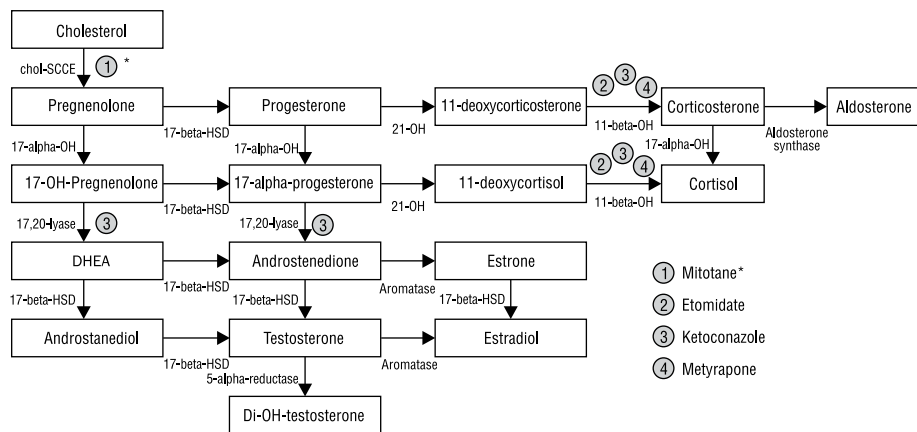 Cholesterol
chol-SCCE 1 *
Pregnenolone Progesterone 11-deoxycorticosterone 2 3 4 Corticosterone Aldosterone
17-beta-HSD 21-OH 11-beta-OH Aldosterone
synthase
17-alpha-OH 17-alpha-OH 17-alpha-OH
17-OH-Pregnenolone 17-alpha-progesterone 11-deoxycortisol 2 3 4 Cortisol
17-beta-HSD 21-OH 11-beta-OH
17,20-lyase 3 17,20-lyase 3
DHEA Androstenedione Estrone
17-beta-HSD Aromatase
17-beta-HSD 17-beta-HSD 17-beta-HSD
Androstanediol Testosterone Estradiol
17-beta-HSD Aromatase
5-alpha-reductase
Di-OH-testosterone
1 Mitotane*
2 Etomidate
3 Ketoconazole
4 Metyrapone